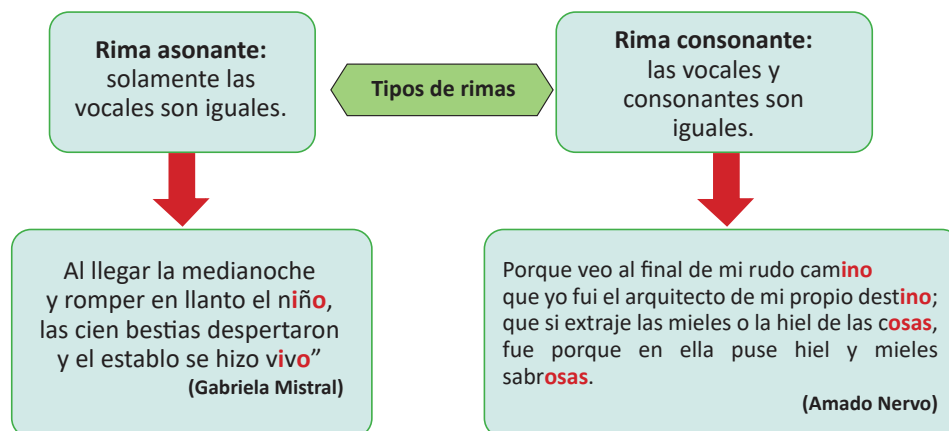 Rima asonante:
solamente las
vocales son iguales.
Tipos de rimas
Rima consonante:
las vocales y
consonantes son
iguales.
Al llegar la medianoche
y romper en llanto el niño,
las cien bestias despertaron
y el establo se hizo vivo”
(Gabriela Mistral)
Porque veo al final de mi rudo camino
que yo fui el arquitecto de mi propio destino;
que si extraje las mieles o la hiel de las cosas,
fue porque en ella puse hiel y mieles
sabrosas.
(Amado Nervo)